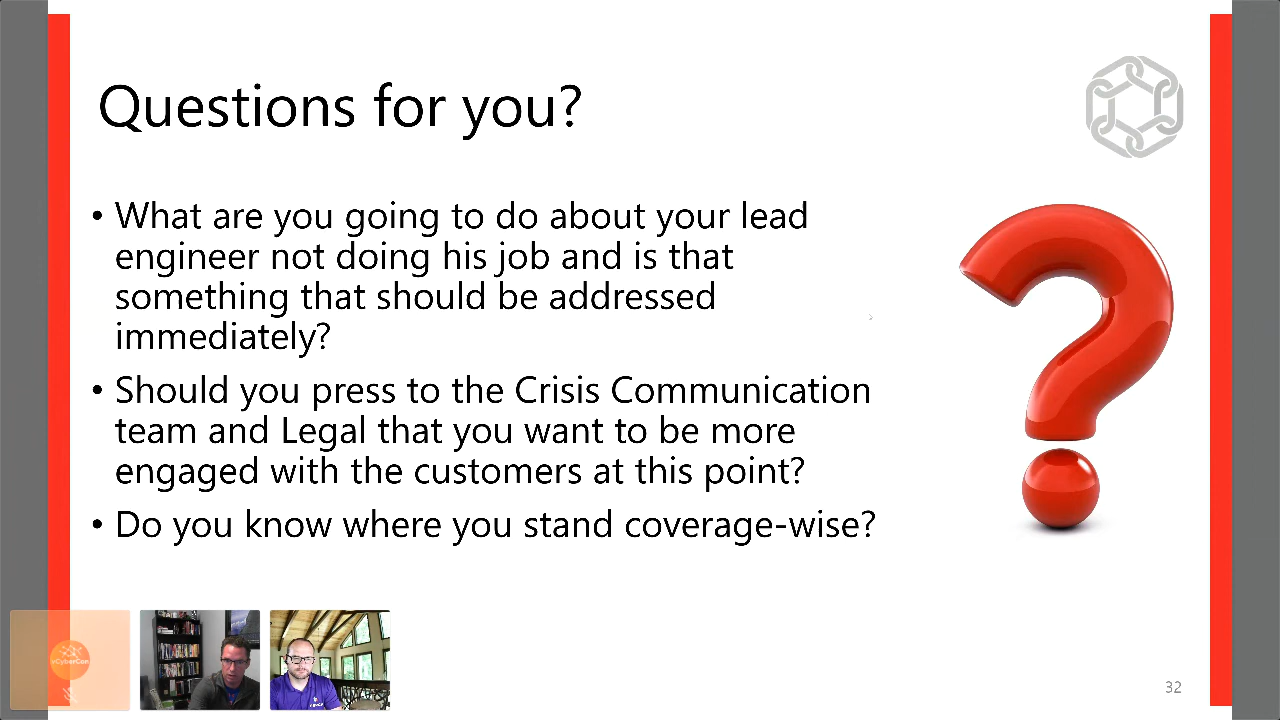 Questions for you?
• What are you going to do about your lead
engineer not doing his job and is that
something that should be addressed
immediately?
• Should you press to the Crisis Communication
team and Legal that you want to be more
engaged with the customers at this point?
• Do you know where you stand coverage-wise?
vCyberCon
32